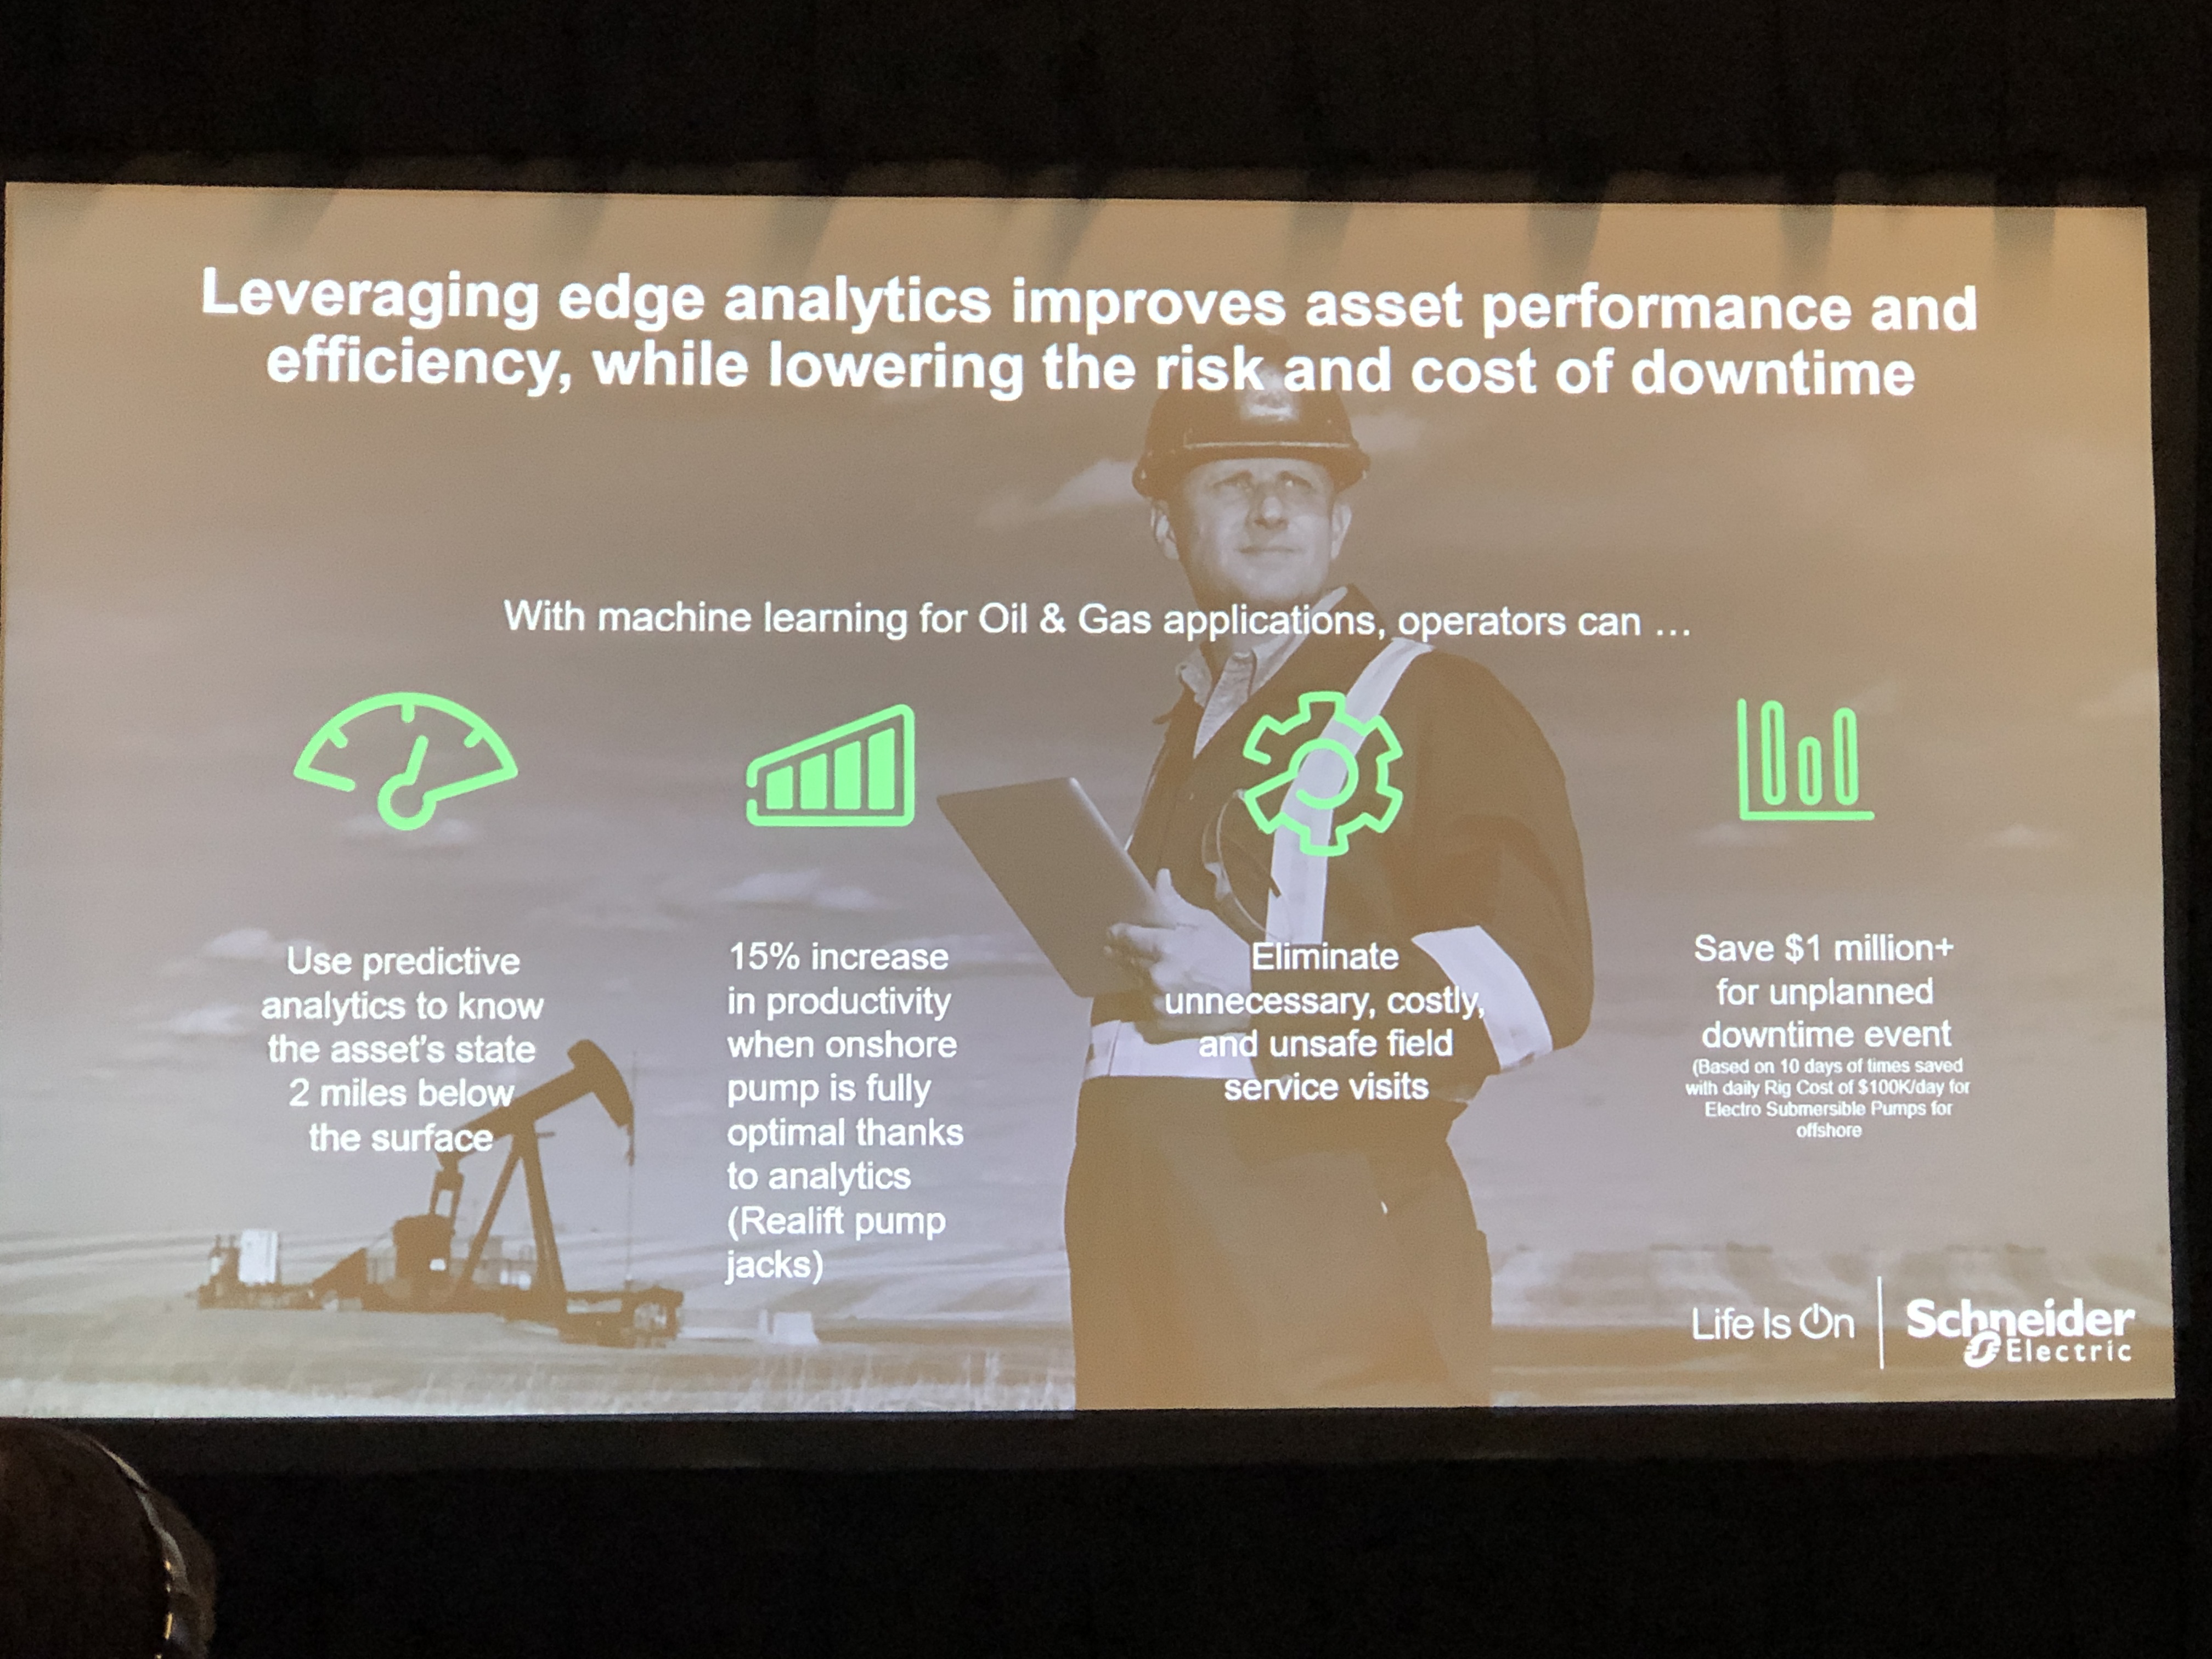 Leveraging edge analytics improves asset performance and
efficiency, while lowering the risk and cost of downtime
With machine learning for Oil & Gas applications, operators can ...
Use predictive
analytics to know
the asset's state
2 miles below
the surface
15% increase
in productivity
when onshore
pump is fully
optimal thanks
to analytics
(Realift pump
jacks)
Eliminate
unnecessary, costly,
and unsafe field
service visits
Save $1 million+
for unplanned
downtime event
(Based on 10 days of times saved
with daily Rig Cost of $100K/day for
Electro Submersible Pumps for
offshore
Life Is On
Schneider
Electric